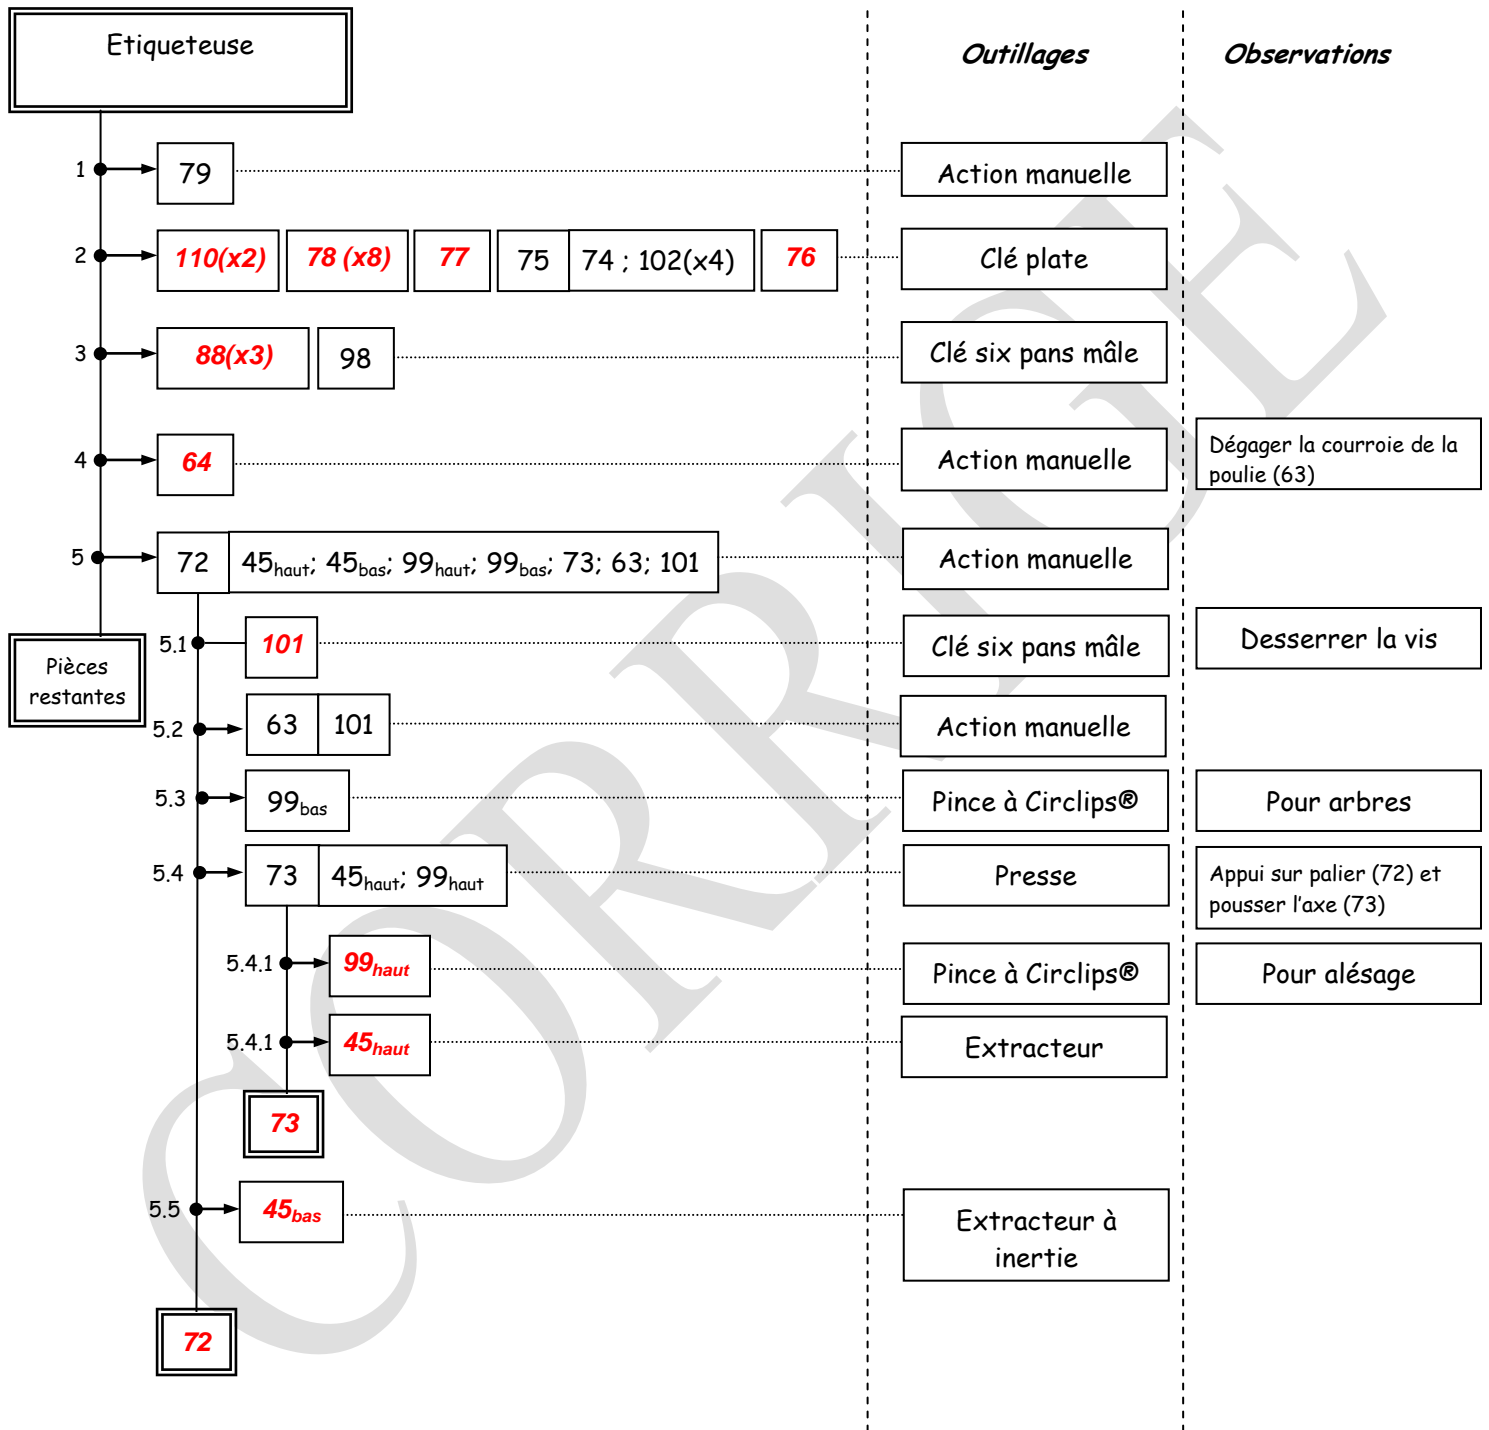 Etiqueteuse
Outillages
Observations
1
79
Action manuelle
2
110(x2)
78 (x8)
77
75
74 ; 102(x4)
76
Clé plate
3
88(x3)
98
Clé six pans mâle
4
64
Action manuelle
Dégager la courroie de la
poulie (63)
5
72
45haut; 45bas; 99haut; 99bas; 73; 63; 101
Action manuelle
Pièces
restantes
5.1
101
Clé six pans mâle
Desserrer la vis
5.2
63
101
Action manuelle
5.3
99bas
Pince à Circlips®
Pour arbres
5.4
73
45haut; 99haut
Presse
Appui sur palier (72) et
pousser l'axe (73)
5.4.1
99haut
Pince à Circlips®
Pour alésage
5.4.1
45haut
Extracteur
73
5.5
45bas
Extracteur à
inertie
72
CORRIGE